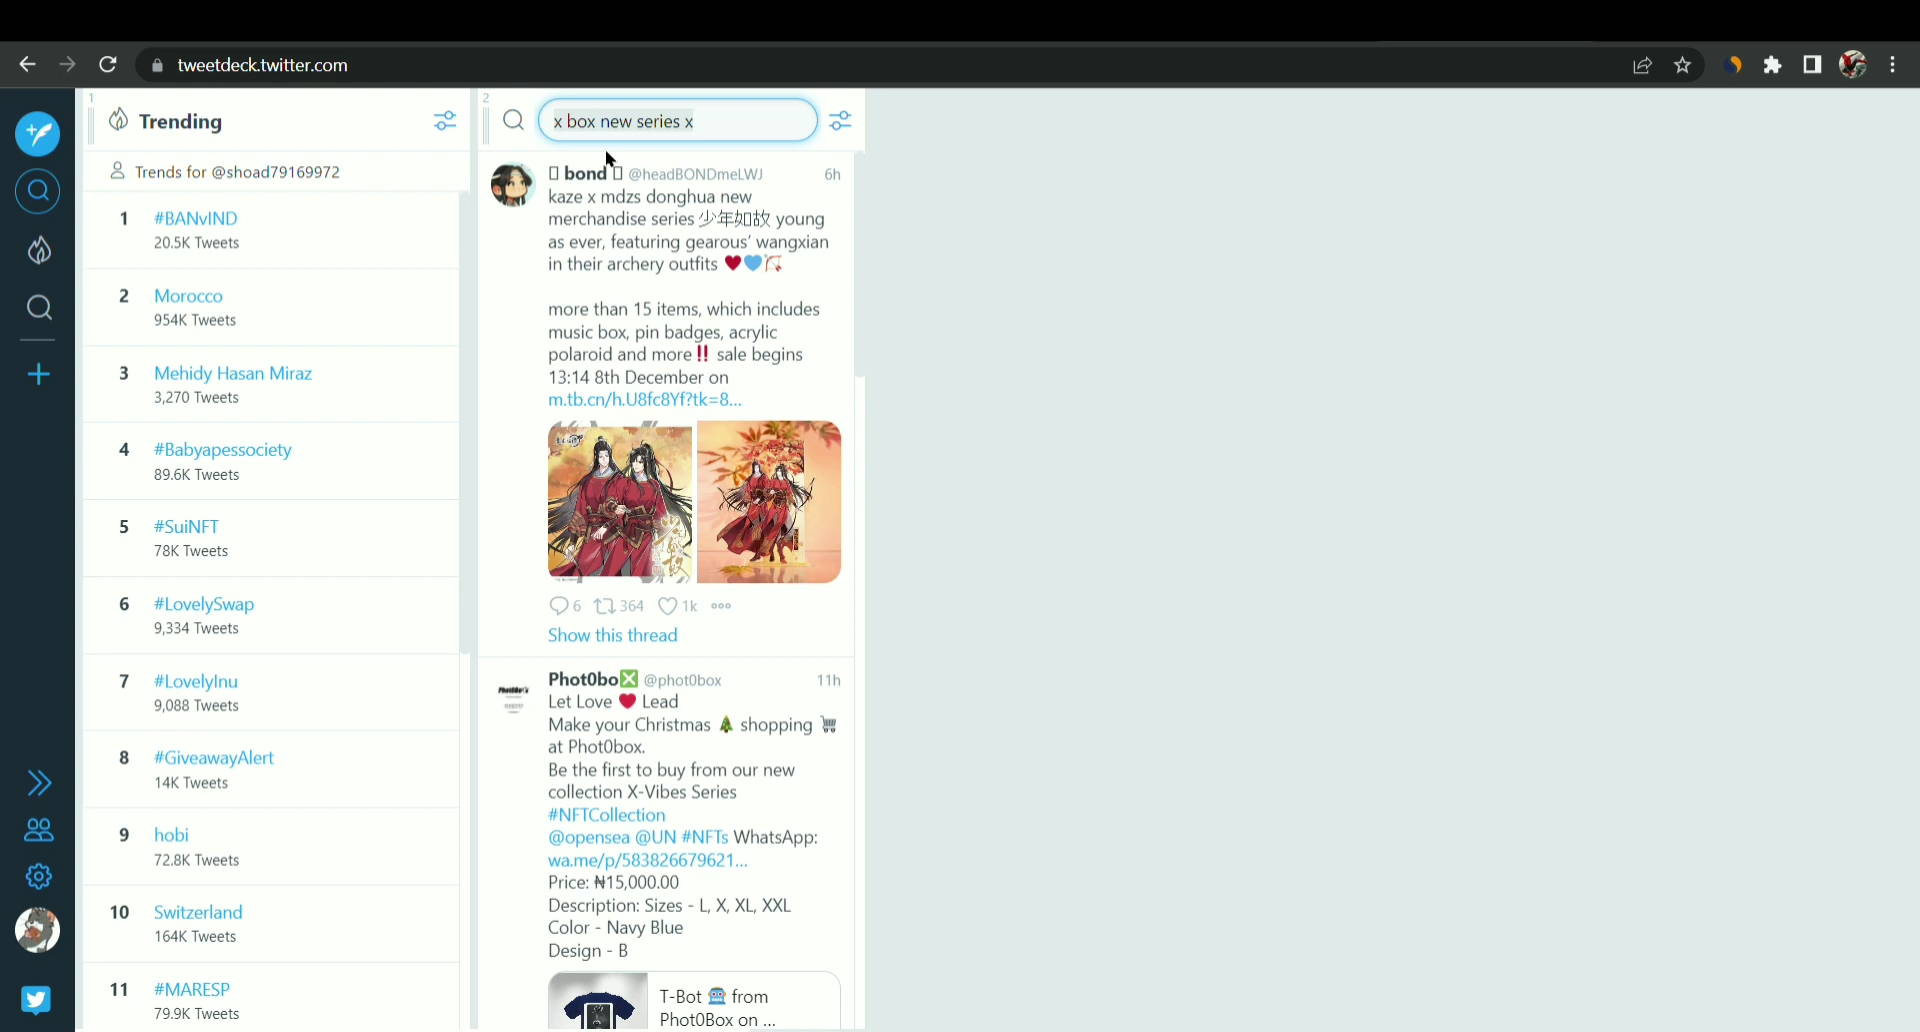 tweetdeck.twitter.com
1
Trending
Trends for @shoad79169972
1 #BANvIND
20.5K Tweets
2 Morocco
954K Tweets
3 Mehidy Hasan Miraz
3,270 Tweets
4 #Babyapessociety
89.6K Tweets
5 #SuiNFT
78K Tweets
6 #LovelySwap
9,334 Tweets
7 #LovelyInu
9,088 Tweets
8 #GiveawayAlert
14K Tweets
9 hobi
72.8K Tweets
10 Switzerland
164K Tweets
11 #MARESP
79.9K Tweets
2
x box new series x
bond @headBONDmeLWJ 6h
kaze x mdzs donghua new
merchandise series 少年如故 young
as ever, featuring gearous’ wangxian
in their archery outfits ♥💙🏹
more than 15 items, which includes
music box, pin badges, acrylic
polaroid and more‼ sale begins
13:14 8th December on
m.tb.cn/h.U8fc8Yf?tk=8...
6 364 1k
Show this thread
Phot0bo❎ @phot0box 11h
Let Love ♥ Lead
Make your Christmas 🎄 shopping 🛒
at Phot0box.
Be the first to buy from our new
collection X-Vibes Series
#NFTCollection
@opensea @UN #NFTs WhatsApp:
wa.me/p/583826679621...
Price: ₦15,000.00
Description: Sizes - L, X, XL, XXL
Color - Navy Blue
Design - B
T-Bot 🤖 from
Phot0Box on ...